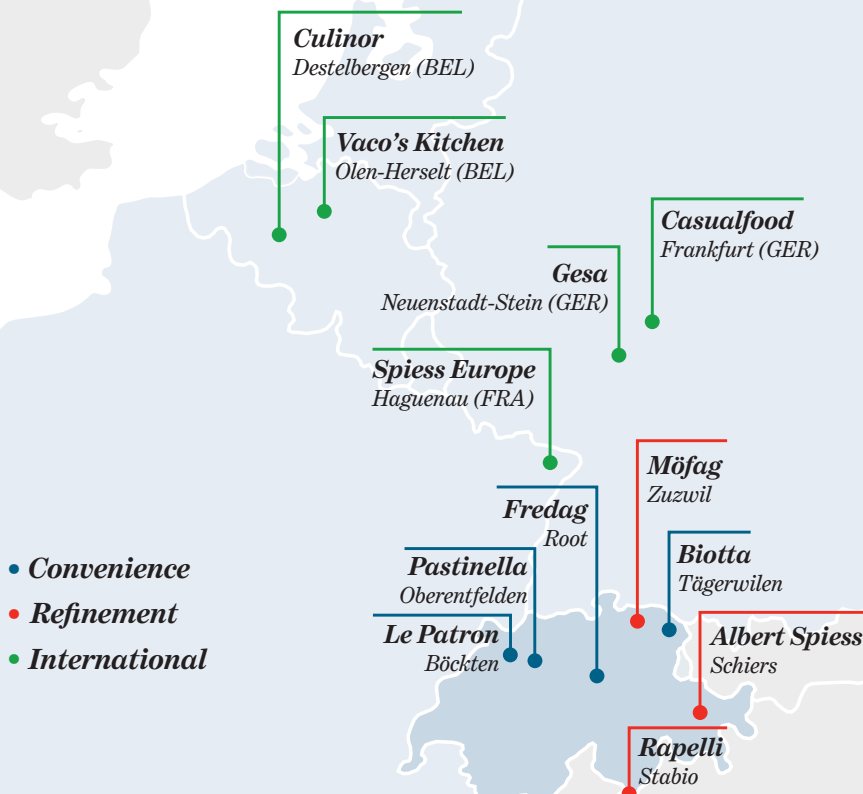 Culinor
Destelbergen (BEL)
Vaco’s Kitchen
Olen-Herselt (BEL)
Casualfood
Frankfurt (GER)
Gesa
Neuenstadt-Stein (GER)
Spiess Europe
Haguenau (FRA)
Möfag
Zuzwil
Fredag
Root
Biotta
Tägerwilen
Pastinella
Oberentfelden
Le Patron
Böckten
Albert Spiess
Schiers
Rapelli
Stabio
Convenience
Refinement
International